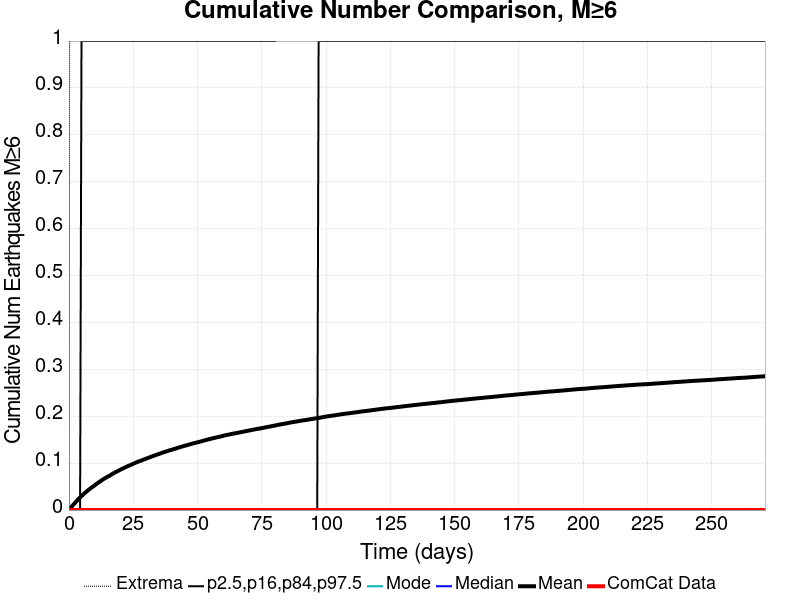 Cumulative Number Comparison, M≥6
Cumulative Num Earthquakes M≥6
1
0.9
0.8
0.7
0.6
0.5
0.4
0.3
0.2
0.1
0
0 25 50 75 100 125 150 175 200 225 250
Time (days)
Extrema p2.5,p16,p84,p97.5 Mode Median Mean ComCat Data